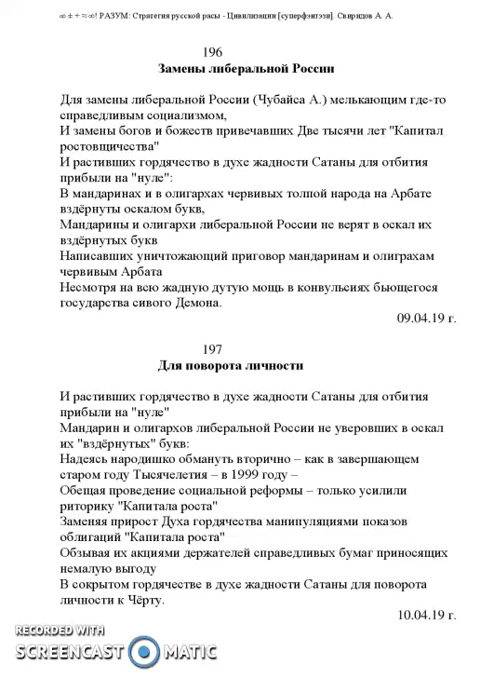 ∞ ± + ≈ ∞! РАЗУМ: Стратегия русской расы - Цивилизации [суперфэнтэзи]. Свиридов А. А.
196
Замены либеральной России
Для замены либеральной России (Чубайса А.) мелькающим где-то
справедливым социализмом,
И замены богов и божеств привечавших Две тысячи лет "Капитал
ростовщичества"
И растивших гордячество в духе жадности Сатаны для отбития
прибыли на "нуле":
В мандаринах и в олигархах червивых толпой народа на Арбате
вздёрнуты оскалом букв,
Мандарины и олигархи либеральной России не верят в оскал их
вздёрнутых букв
Написавших уничтожающий приговор мандаринам и олиграхам
червивым Арбата
Несмотря на всю жадную дутую мощь в конвульсиях бьющегося
государства сивого Демона.
09.04.19 г.
197
Для поворота личности
И растивших гордячество в духе жадности Сатаны для отбития
прибыли на "нуле"
Мандарин и олигархов либеральной России не уверовших в оскал
их "вздёрнутых" букв:
Надеясь народишко обмануть вторично – как в завершающем
старом году Тысячелетия – в 1999 году –
Обещая проведение социальной реформы – только усилили
риторику "Капитала роста"
Заменяя прирост Духа гордячества манипуляциями показов
облигаций "Капитала роста"
Обзывая их акциями держателей справедливых бумаг приносящих
немалую выгоду
В сокрытом гордячестве в духе жадности Сатаны для поворота
личности к Чёрту.
10.04.19 г.
RECORDED WITH
SCREENCAST MATIC